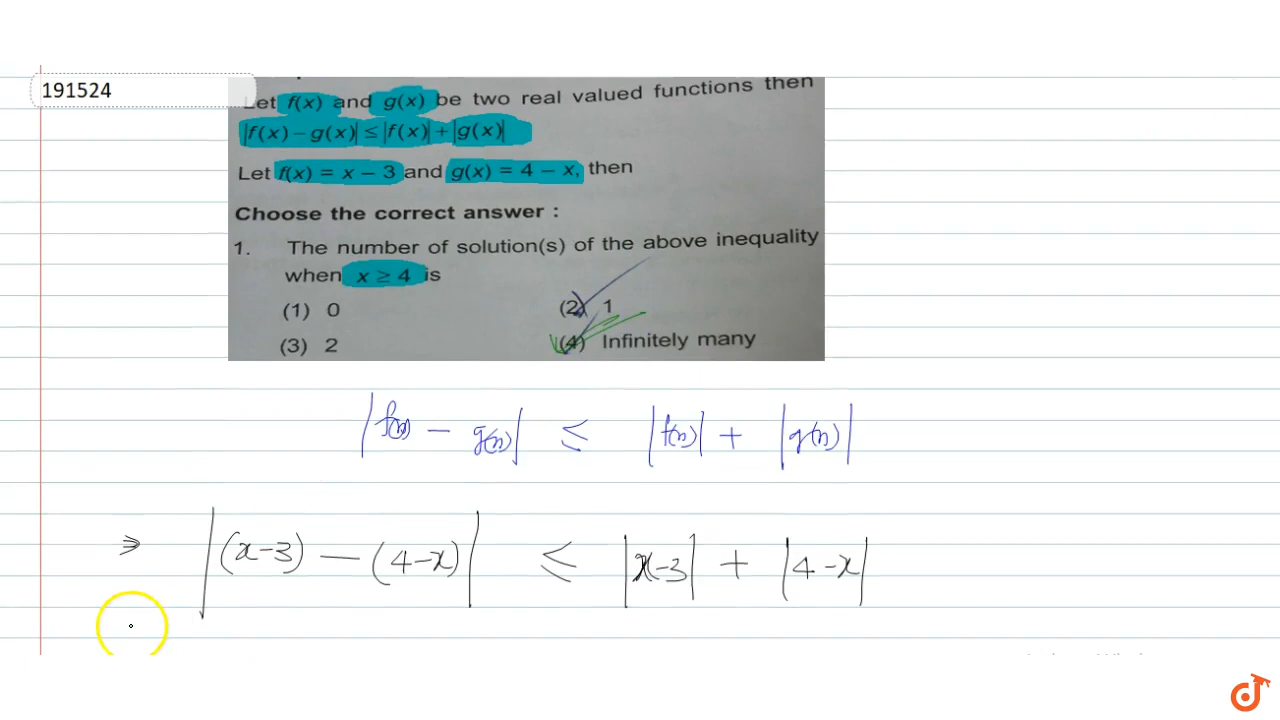 191524
Let f(x) and g(x) be two real valued functions then
|f(x) – g(x)| ≤ |f(x)| + |g(x)|
Let f(x) = x – 3 and g(x) = 4 – x, then
Choose the correct answer :
1. The number of solution(s) of the above inequality
when x ≥ 4 is
(1) 0 (2) 1
(3) 2 (4) Infinitely many
|f(x) – g(x)| ≤ |f(x)| + |g(x)|
⇒ |(x–3) – (4–x)| ≤ |x–3| + |4–x|